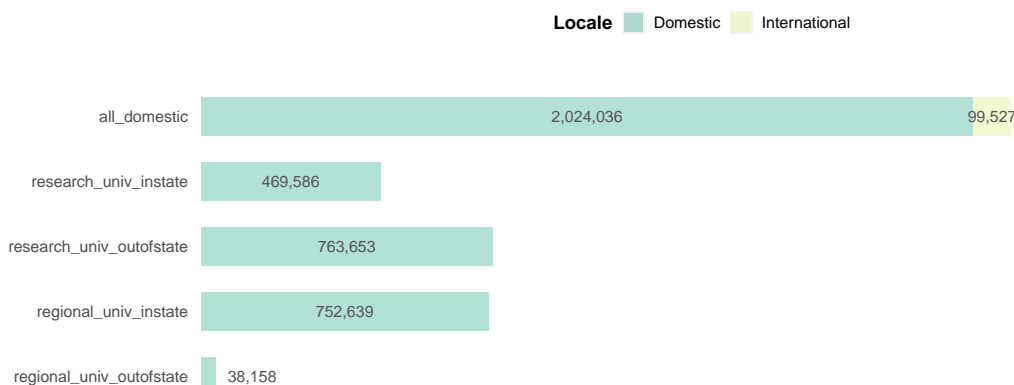 Locale Domestic International
all_domestic 2,024,036 99,527
research_univ_instate 469,586
research_univ_outofstate 763,653
regional_univ_instate 752,639
regional_univ_outofstate 38,158